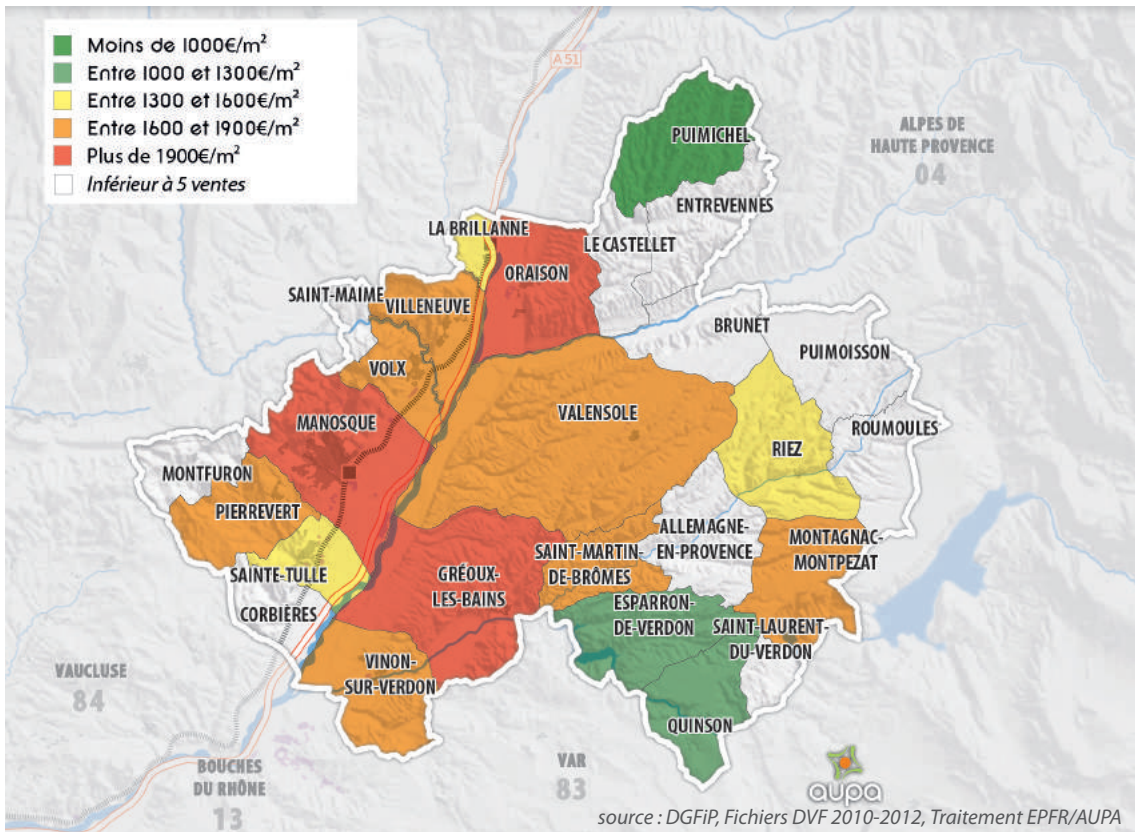 Moins de 1000€/m²
Entre 1000 et 1300€/m²
Entre 1300 et 1600€/m²
Entre 1600 et 1900€/m²
Plus de 1900€/m²
Inférieur à 5 ventes
A 51
PUIMICHEL
ALPES DE
HAUTE PROVENCE
04
ENTREVENNES
LA BRILLANNE
LE CASTELLET
ORAISON
SAINT-MAIME
VILLENEUVE
BRUNET
PUIMOISSON
VOLX
VALENSOLE
MANOSQUE
ROUMOULES
RIEZ
MONTFURON
PIERREVERT
ALLEMAGNE-
EN-PROVENCE
MONTAGNAC-
MONTPEZAT
SAINT-MARTIN-
DE-BRÔMES
SAINTE-TULLE
GRÉOUX-
LES-BAINS
CORBIÈRES
ESPARRON-
DE-VERDON
SAINT-LAURENT-
DU-VERDON
VINON-
SUR-VERDON
VAUCLUSE
84
QUINSON
BOUCHES
DU RHÔNE
13
VAR
83
aupa
source : DGFiP, Fichiers DVF 2010-2012, Traitement EPFR/AUPA